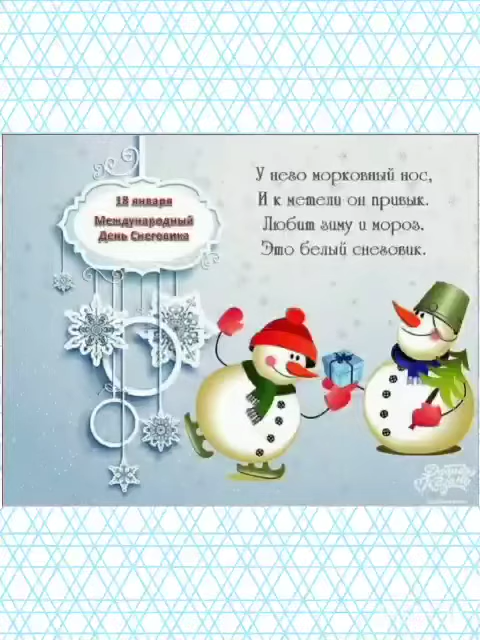 18 января
Международный
День Снеговика
У него морковный нос,
И к метели он привык.
Любит зиму и мороз.
Это белый снеговик.